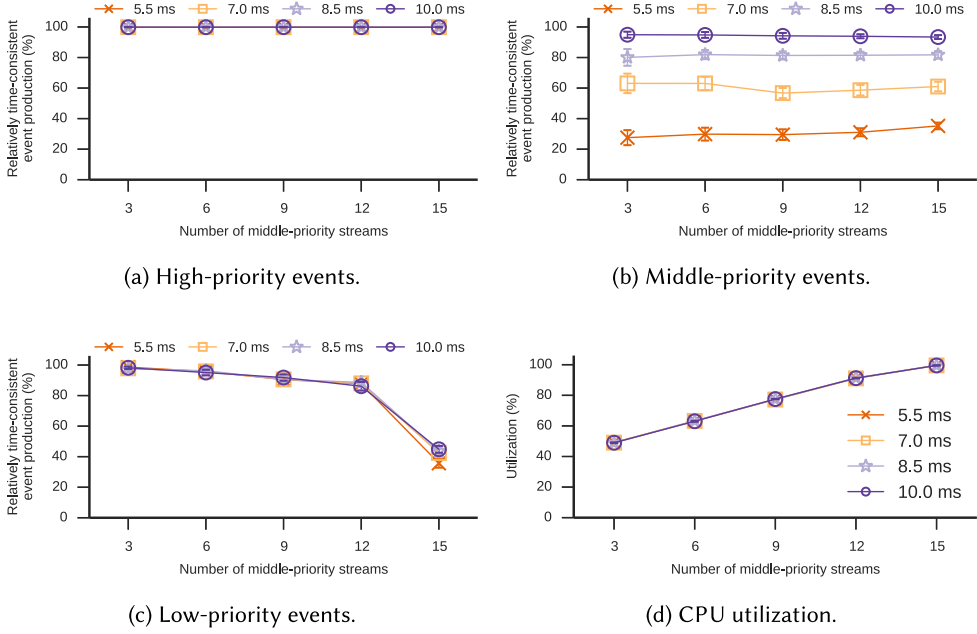 5.5 ms 7.0 ms 8.5 ms 10.0 ms
Relatively time-consistent
event production (%)
100
80
60
40
20
0
3 6 9 12 15
Number of middle-priority streams
(a) High-priority events.
5.5 ms 7.0 ms 8.5 ms 10.0 ms
Relatively time-consistent
event production (%)
100
80
60
40
20
0
3 6 9 12 15
Number of middle-priority streams
(b) Middle-priority events.
5.5 ms 7.0 ms 8.5 ms 10.0 ms
Relatively time-consistent
event production (%)
100
80
60
40
20
0
3 6 9 12 15
Number of middle-priority streams
(c) Low-priority events.
Utilization (%)
100
80
60
40
20
0
5.5 ms
7.0 ms
8.5 ms
10.0 ms
3 6 9 12 15
Number of middle-priority streams
(d) CPU utilization.